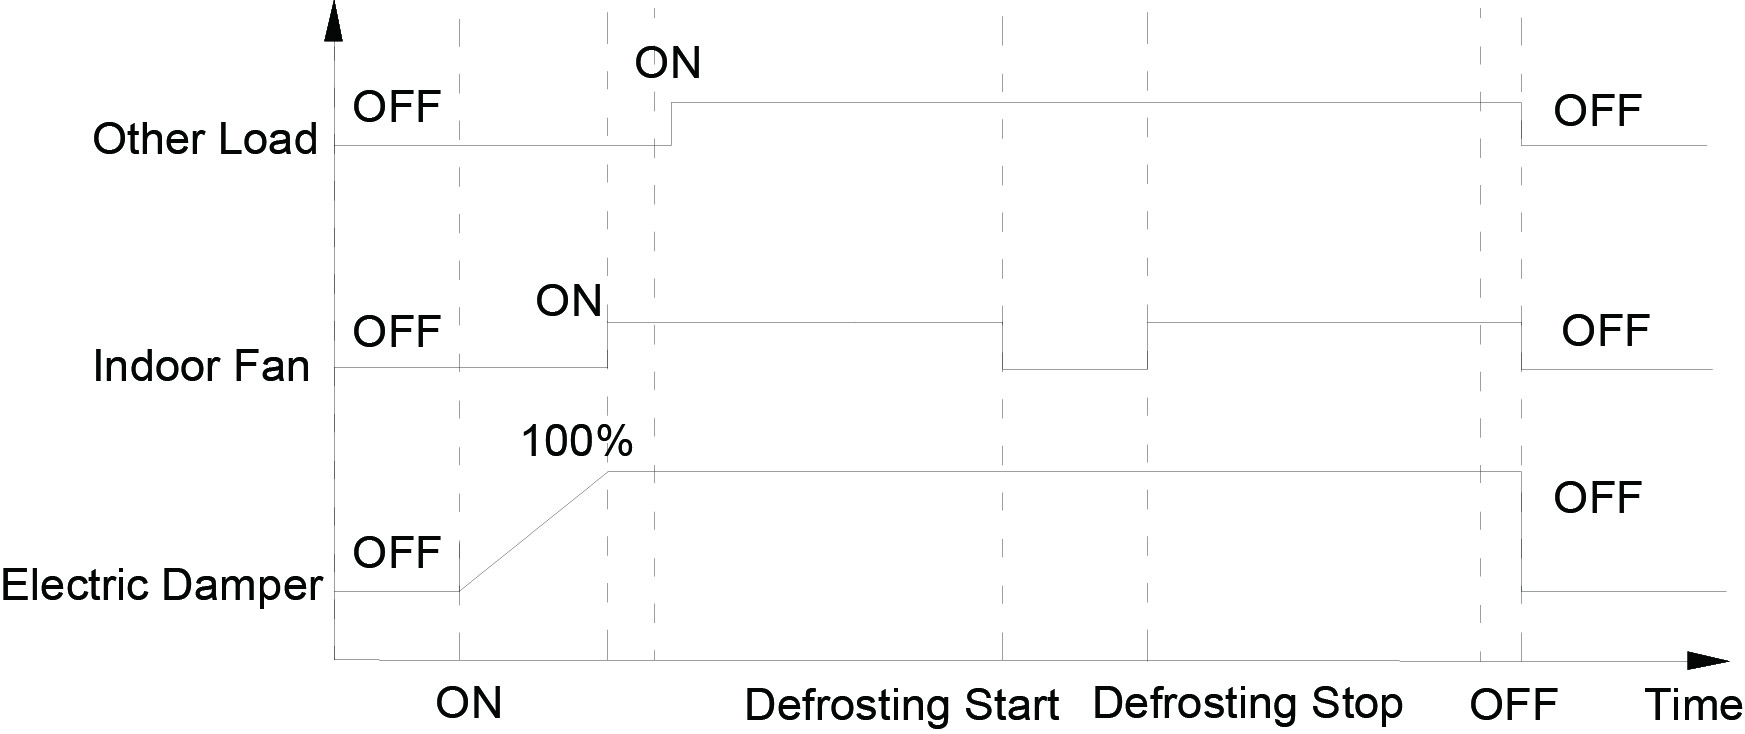 ON
OFF
OFF
Other Load
ON
OFF
OFF
Indoor Fan
100%
OFF
OFF
Electric Damper
ON
Defrosting Start
Defrosting Stop
OFF
Time